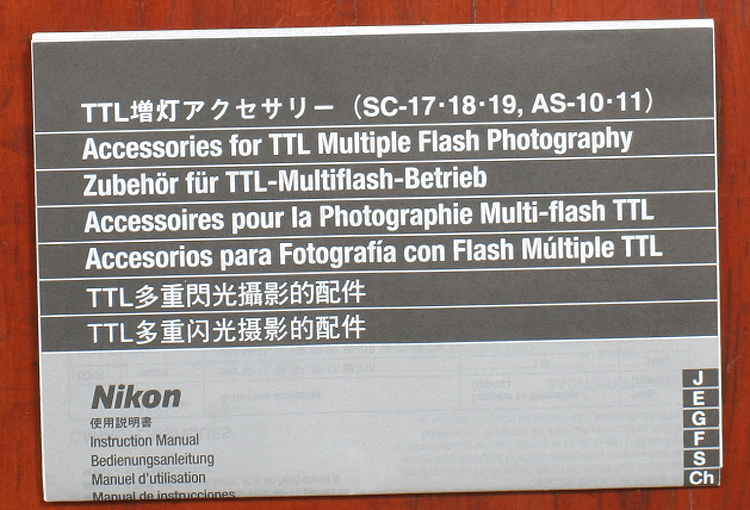 TTL増灯アクセサリー（SC-17・18・19, AS-10・11）
Accessories for TTL Multiple Flash Photography
Zubehör für TTL-Multiflash-Betrieb
Accessoires pour la Photographie Multi-flash TTL
Accesorios para Fotografía con Flash Múltiple TTL
TTL多重閃光攝影的配件
TTL多重闪光摄影的配件
Nikon
使用説明書
Instruction Manual
Bedienungsanleitung
Manuel d'utilisation
Manual de instrucciones
J
E
G
F
S
Ch